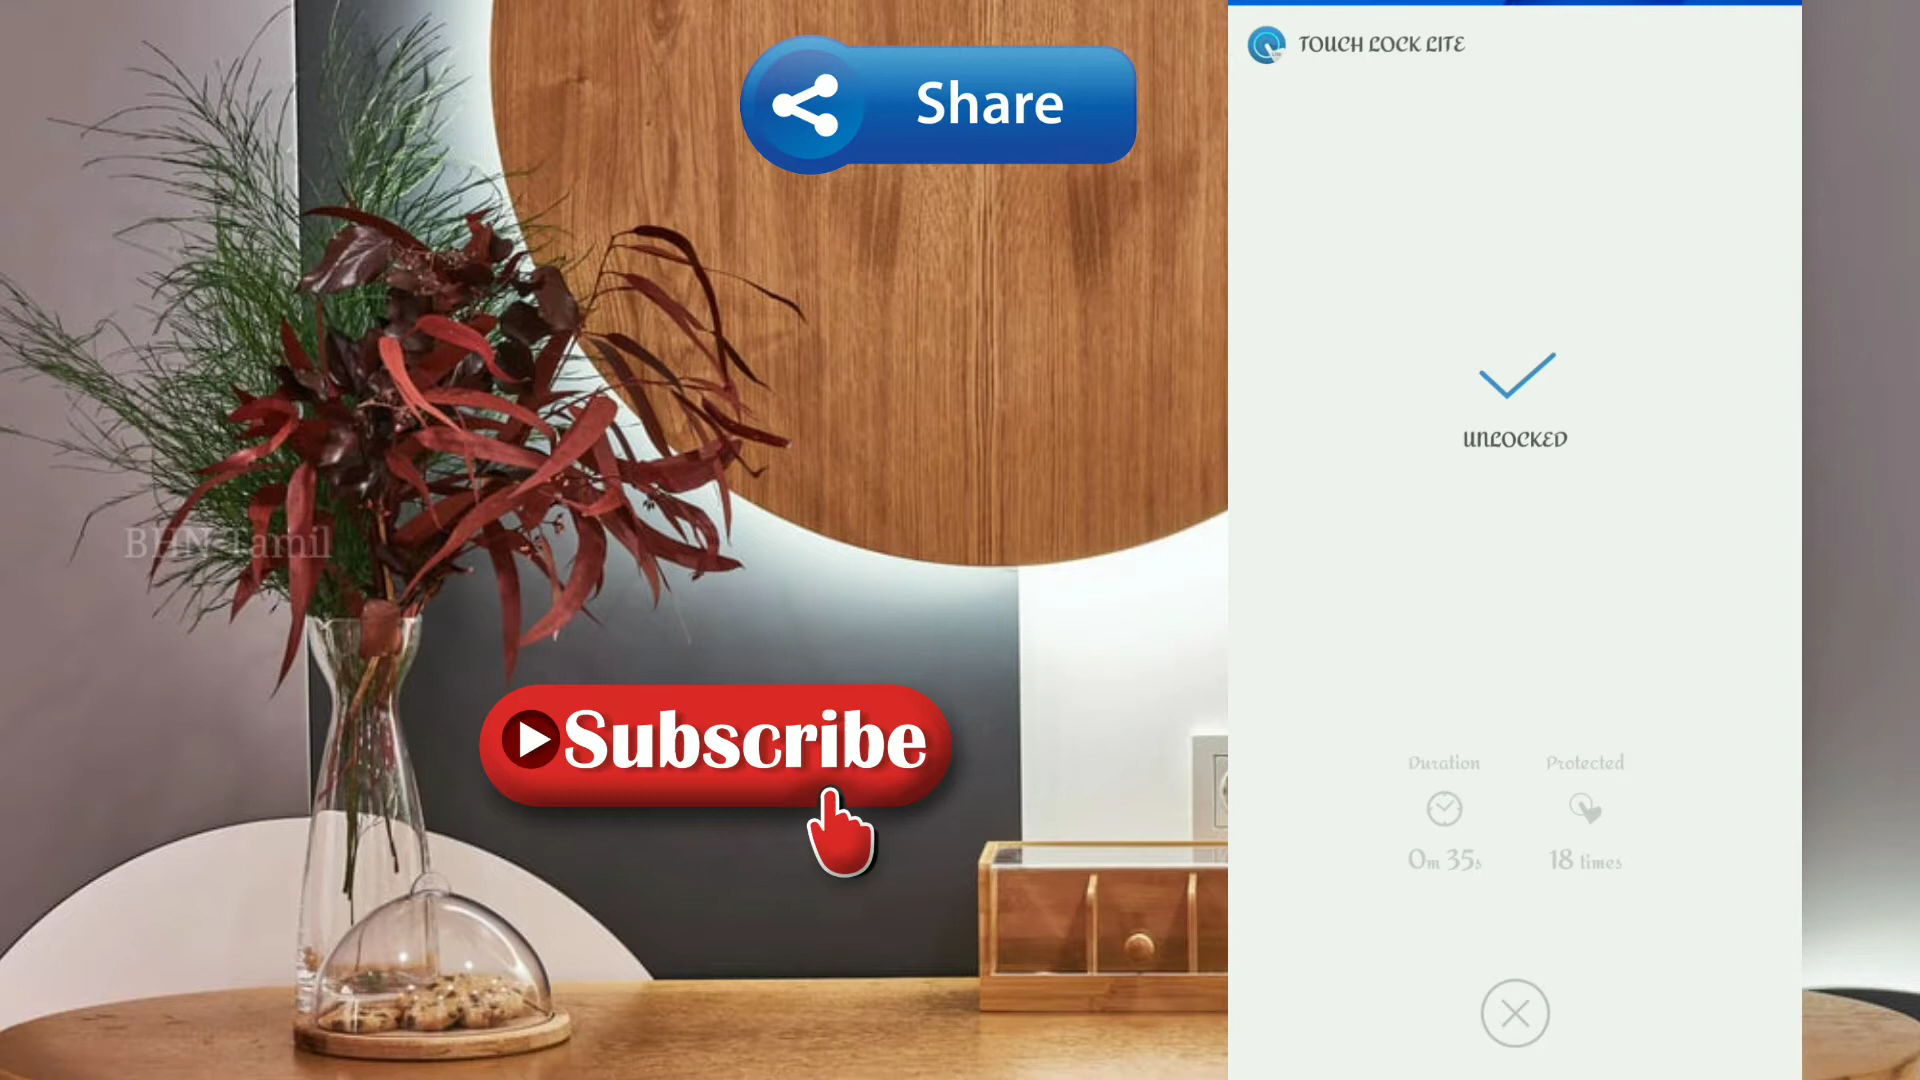 Share
TOUCH LOCK LITE
UNLOCKED
BHN Tamil
Subscribe
Duration Protected
0m 35s 18 times